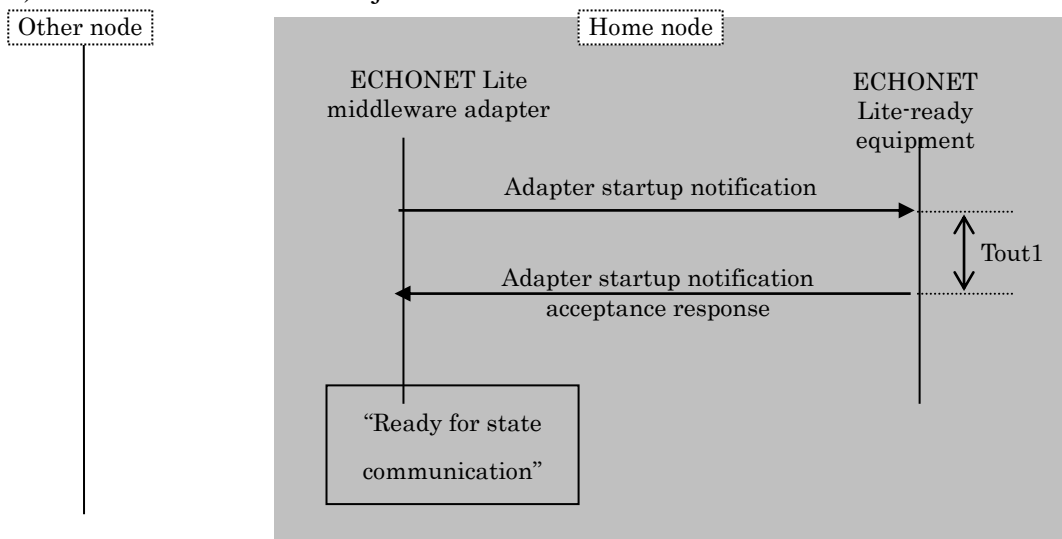 Other node
Home node
ECHONET Lite
middleware adapter
ECHONET
Lite-ready
equipment
Adapter startup notification
Tout1
Adapter startup notification
acceptance response
“Ready for state
communication”